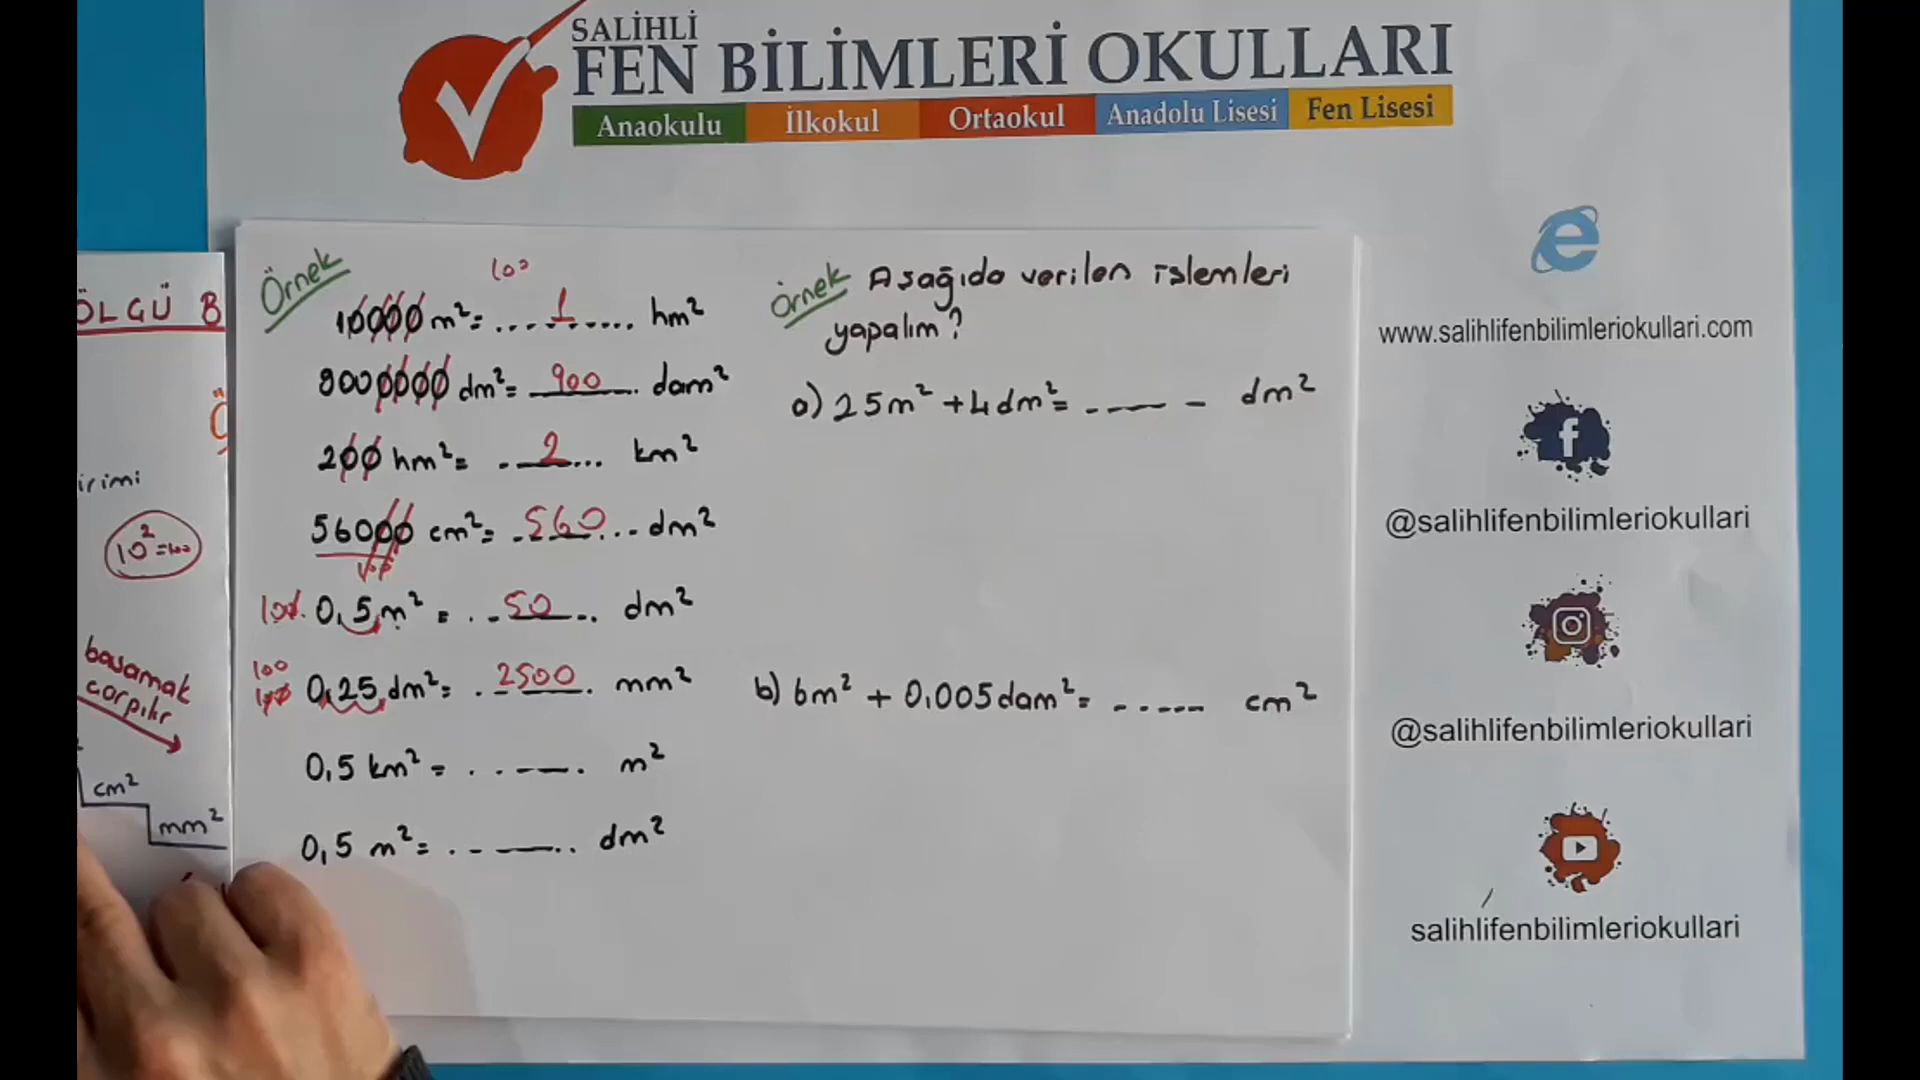 SALİHLİ
FEN BİLİMLERİ OKULLARI
Anaokulu İlkokul Ortaokul Anadolu Lisesi Fen Lisesi
ÖLGÜ B
irimi
10² = 100
basamak
çarpılır
cm²
mm²
Örnek
100
10000 m² = ....1.... hm²
9000000 dm² = 900 dam²
200 hm² = 2 km²
56000 cm² = 560 dm²
100
100. 0,5 m² = 50 dm²
100
100 0,25 dm² = 2500 mm²
0,5 km² = ...... m²
0,5 m² = ...... dm²
Örnek Aşağıda verilen işlemleri
yapalım?
a) 25m² + 4dm² = ...... dm²
b) 6m² + 0,005dam² = ...... cm²
www.salihlifenbilimleriokullari.com
@salihlifenbilimleriokullari
@salihlifenbilimleriokullari
salihlifenbilimleriokullari